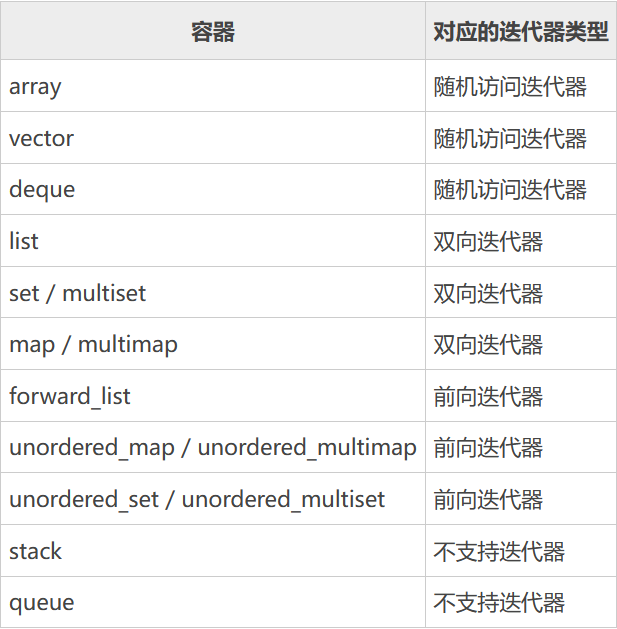 容器 对应的迭代器类型
array 随机访问迭代器
vector 随机访问迭代器
deque 随机访问迭代器
list 双向迭代器
set / multiset 双向迭代器
map / multimap 双向迭代器
forward_list 前向迭代器
unordered_map / unordered_multimap 前向迭代器
unordered_set / unordered_multiset 前向迭代器
stack 不支持迭代器
queue 不支持迭代器